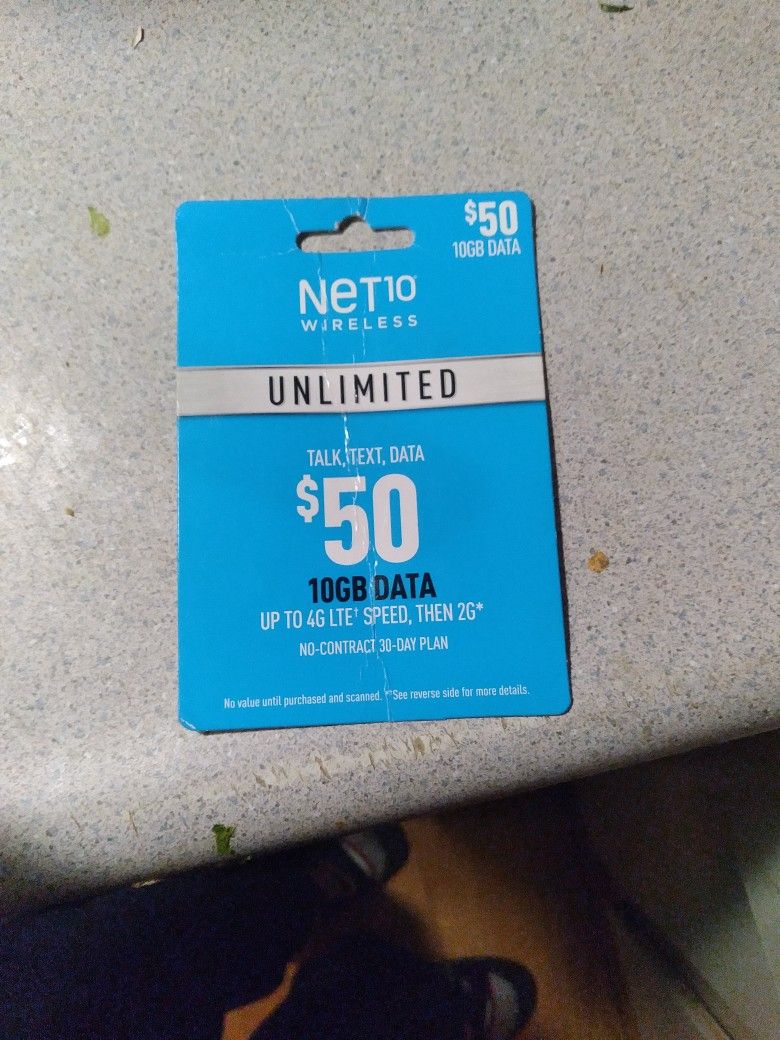 $50
10GB DATA
NeT10
WIRELESS
UNLIMITED
TALK, TEXT, DATA
$50
10GB DATA
UP TO 4G LTE† SPEED, THEN 2G*
NO-CONTRACT 30-DAY PLAN
No value until purchased and scanned. *†See reverse side for more details.